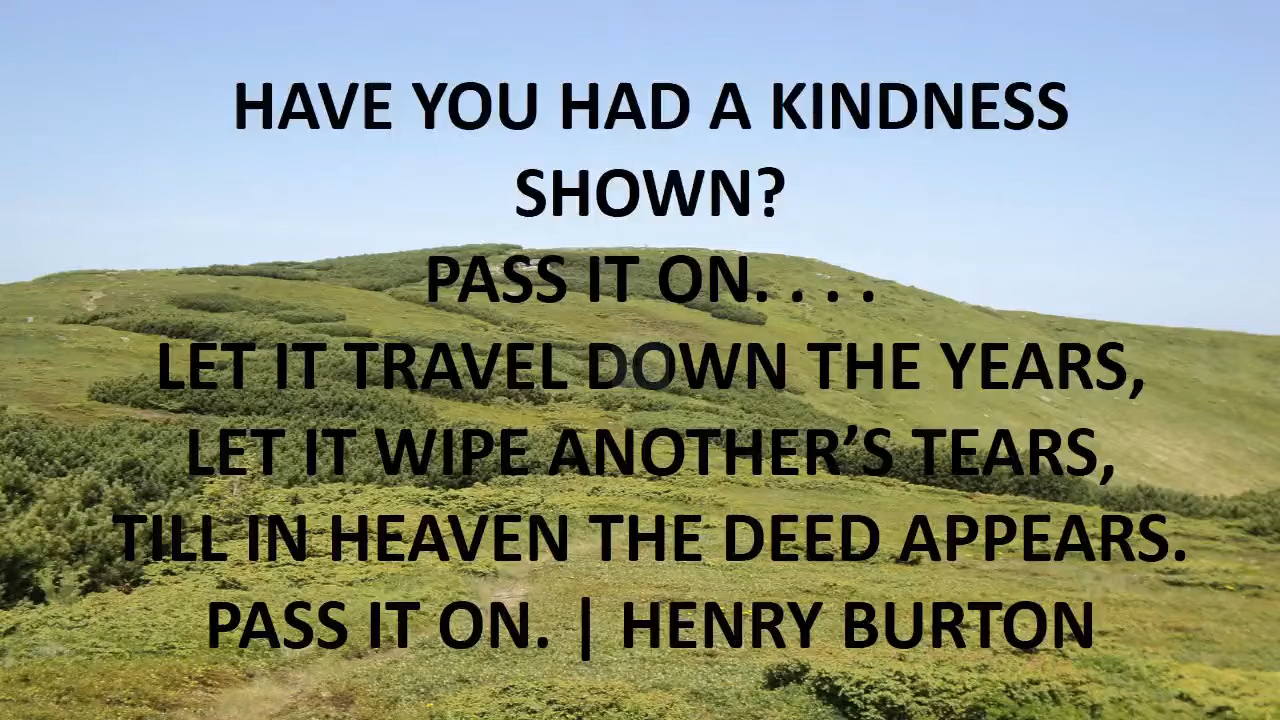 HAVE YOU HAD A KINDNESS
SHOWN?
PASS IT ON. . . .
LET IT TRAVEL DOWN THE YEARS,
LET IT WIPE ANOTHER’S TEARS,
TILL IN HEAVEN THE DEED APPEARS.
PASS IT ON. | HENRY BURTON